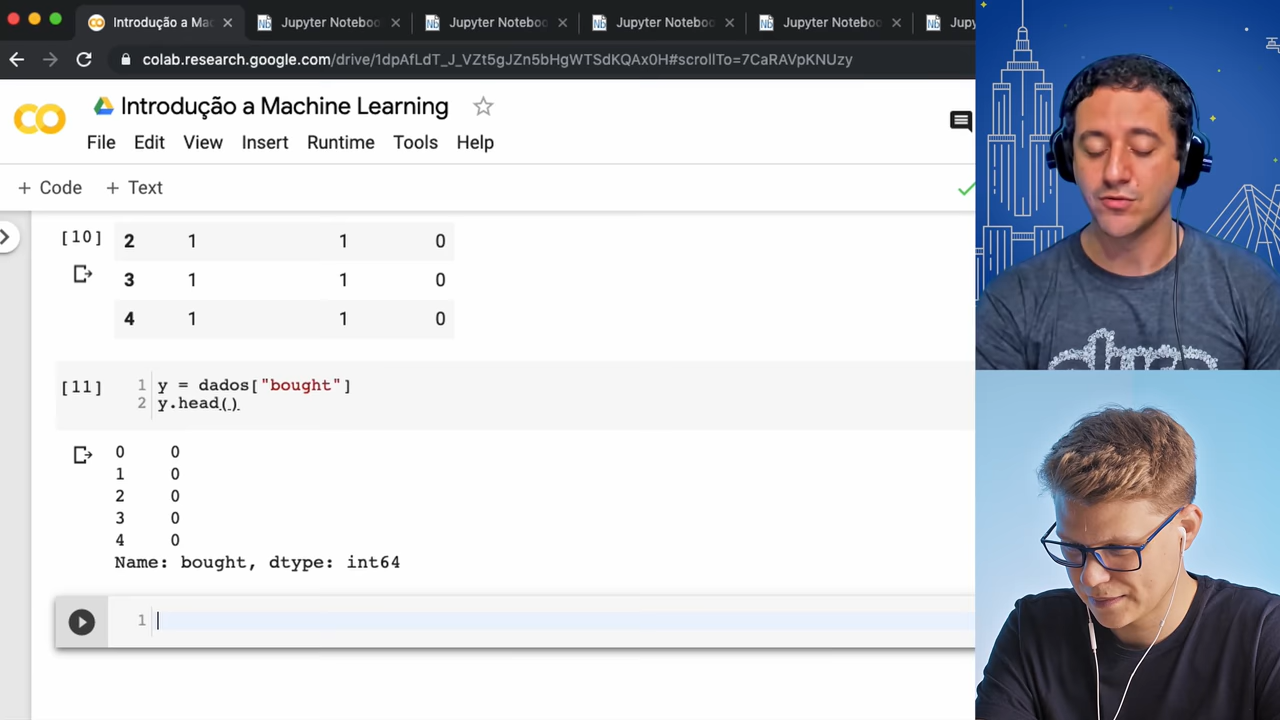 Introdução a Mac
Jupyter Noteboo
Jupyter Noteboo
Jupyter Noteboo
Jupyter Noteboo
Jupy
colab.research.google.com/drive/1dpAfLdT_J_VZt5gJZn5bHgWTSdKQAx0H#scrollTo=7CaRAVpKNUzy
CO Introdução a Machine Learning
File Edit View Insert Runtime Tools Help
+ Code + Text
[10] 2 1 1 0
3 1 1 0
4 1 1 0
[11] 1 y = dados["bought"]
2 y.head()
0 0
1 0
2 0
3 0
4 0
Name: bought, dtype: int64
1